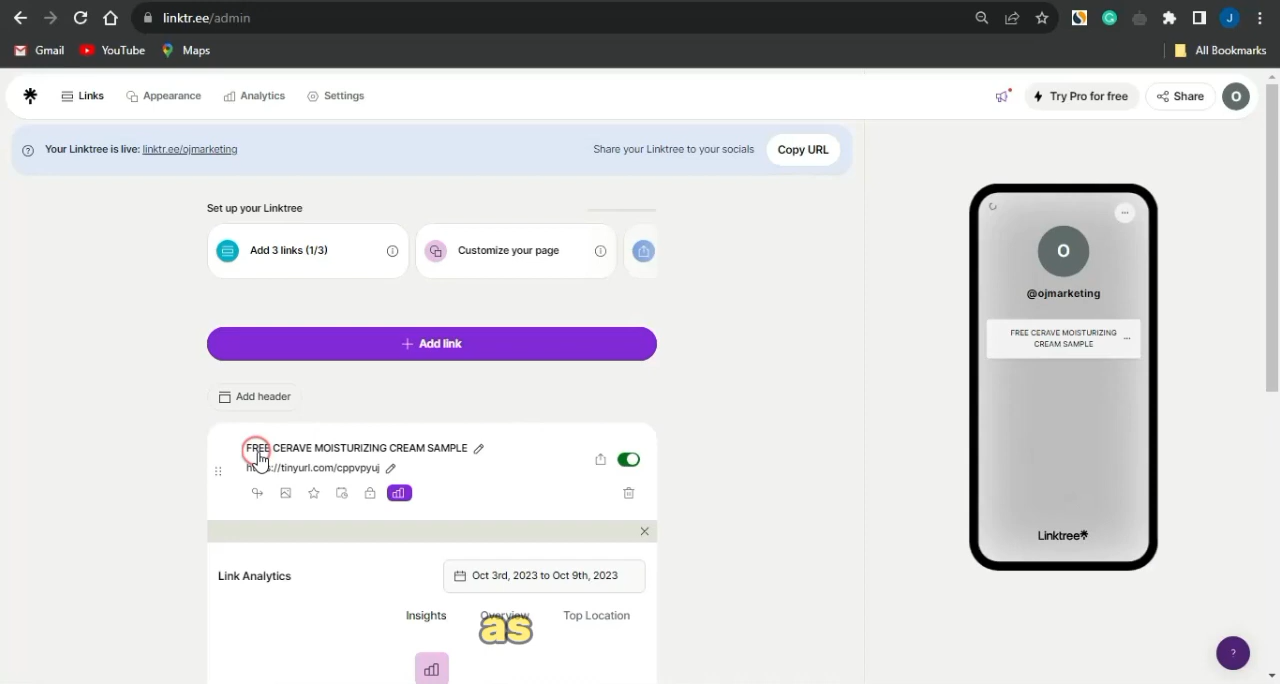 linktr.ee/admin
J
Gmail
YouTube
Maps
All Bookmarks
Links
Appearance
Analytics
Settings
Try Pro for free
Share
O
Your Linktree is live: linktr.ee/ojmarketing
Share your Linktree to your socials
Copy URL
Set up your Linktree
Add 3 links (1/3)
Customize your page
Add link
Add header
FREE CERAVE MOISTURIZING CREAM SAMPLE
https://tinyurl.com/cppvpyuj
Link Analytics
Oct 3rd, 2023 to Oct 9th, 2023
Insights
Overview
Top Location
as
O
@ojmarketing
FREE CERAVE MOISTURIZING
CREAM SAMPLE
Linktree
?